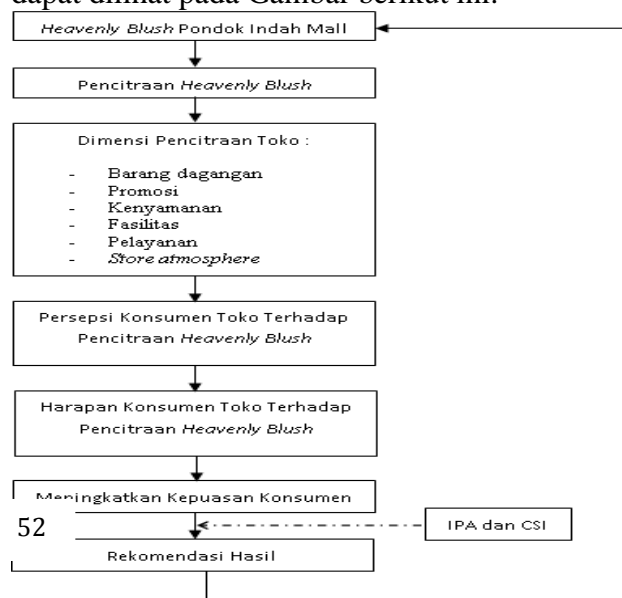 dapat dilihat pada Gambar berikut ini.
Heavenly Blush Pondok Indah Mall
Pencitraan Heavenly Blush
Dimensi Pencitraan Toko :
- Barang dagangan
- Promosi
- Kenyamanan
- Fasilitas
- Pelayanan
- Store atmosphere
Persepsi Konsumen Toko Terhadap
Pencitraan Heavenly Blush
Harapan Konsumen Toko Terhadap
Pencitraan Heavenly Blush
Meningkatkan Kepuasan Konsumen
52
IPA dan CSI
Rekomendasi Hasil